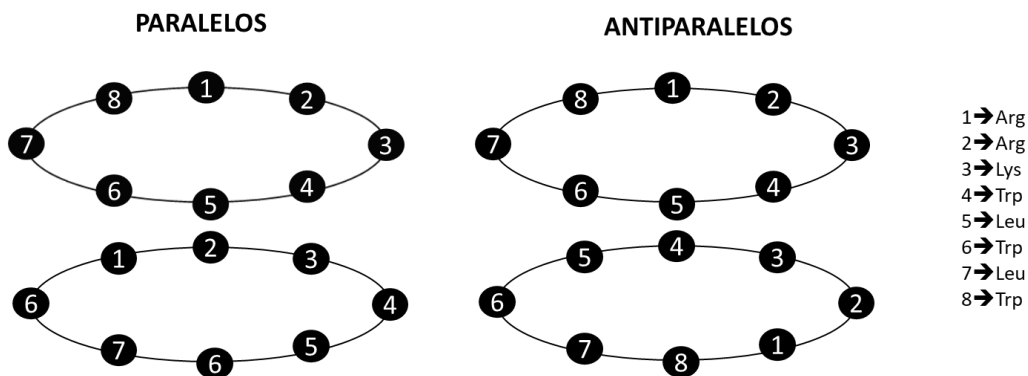 PARALELOS
8 1 2
7 3
6 5 4
1 2 3
6 4
7 6 5
ANTIPARALELOS
8 1 2
7 3
6 5 4
5 4 3
6 2
7 8 1
1➔Arg
2➔Arg
3➔Lys
4➔Trp
5➔Leu
6➔Trp
7➔Leu
8➔Trp